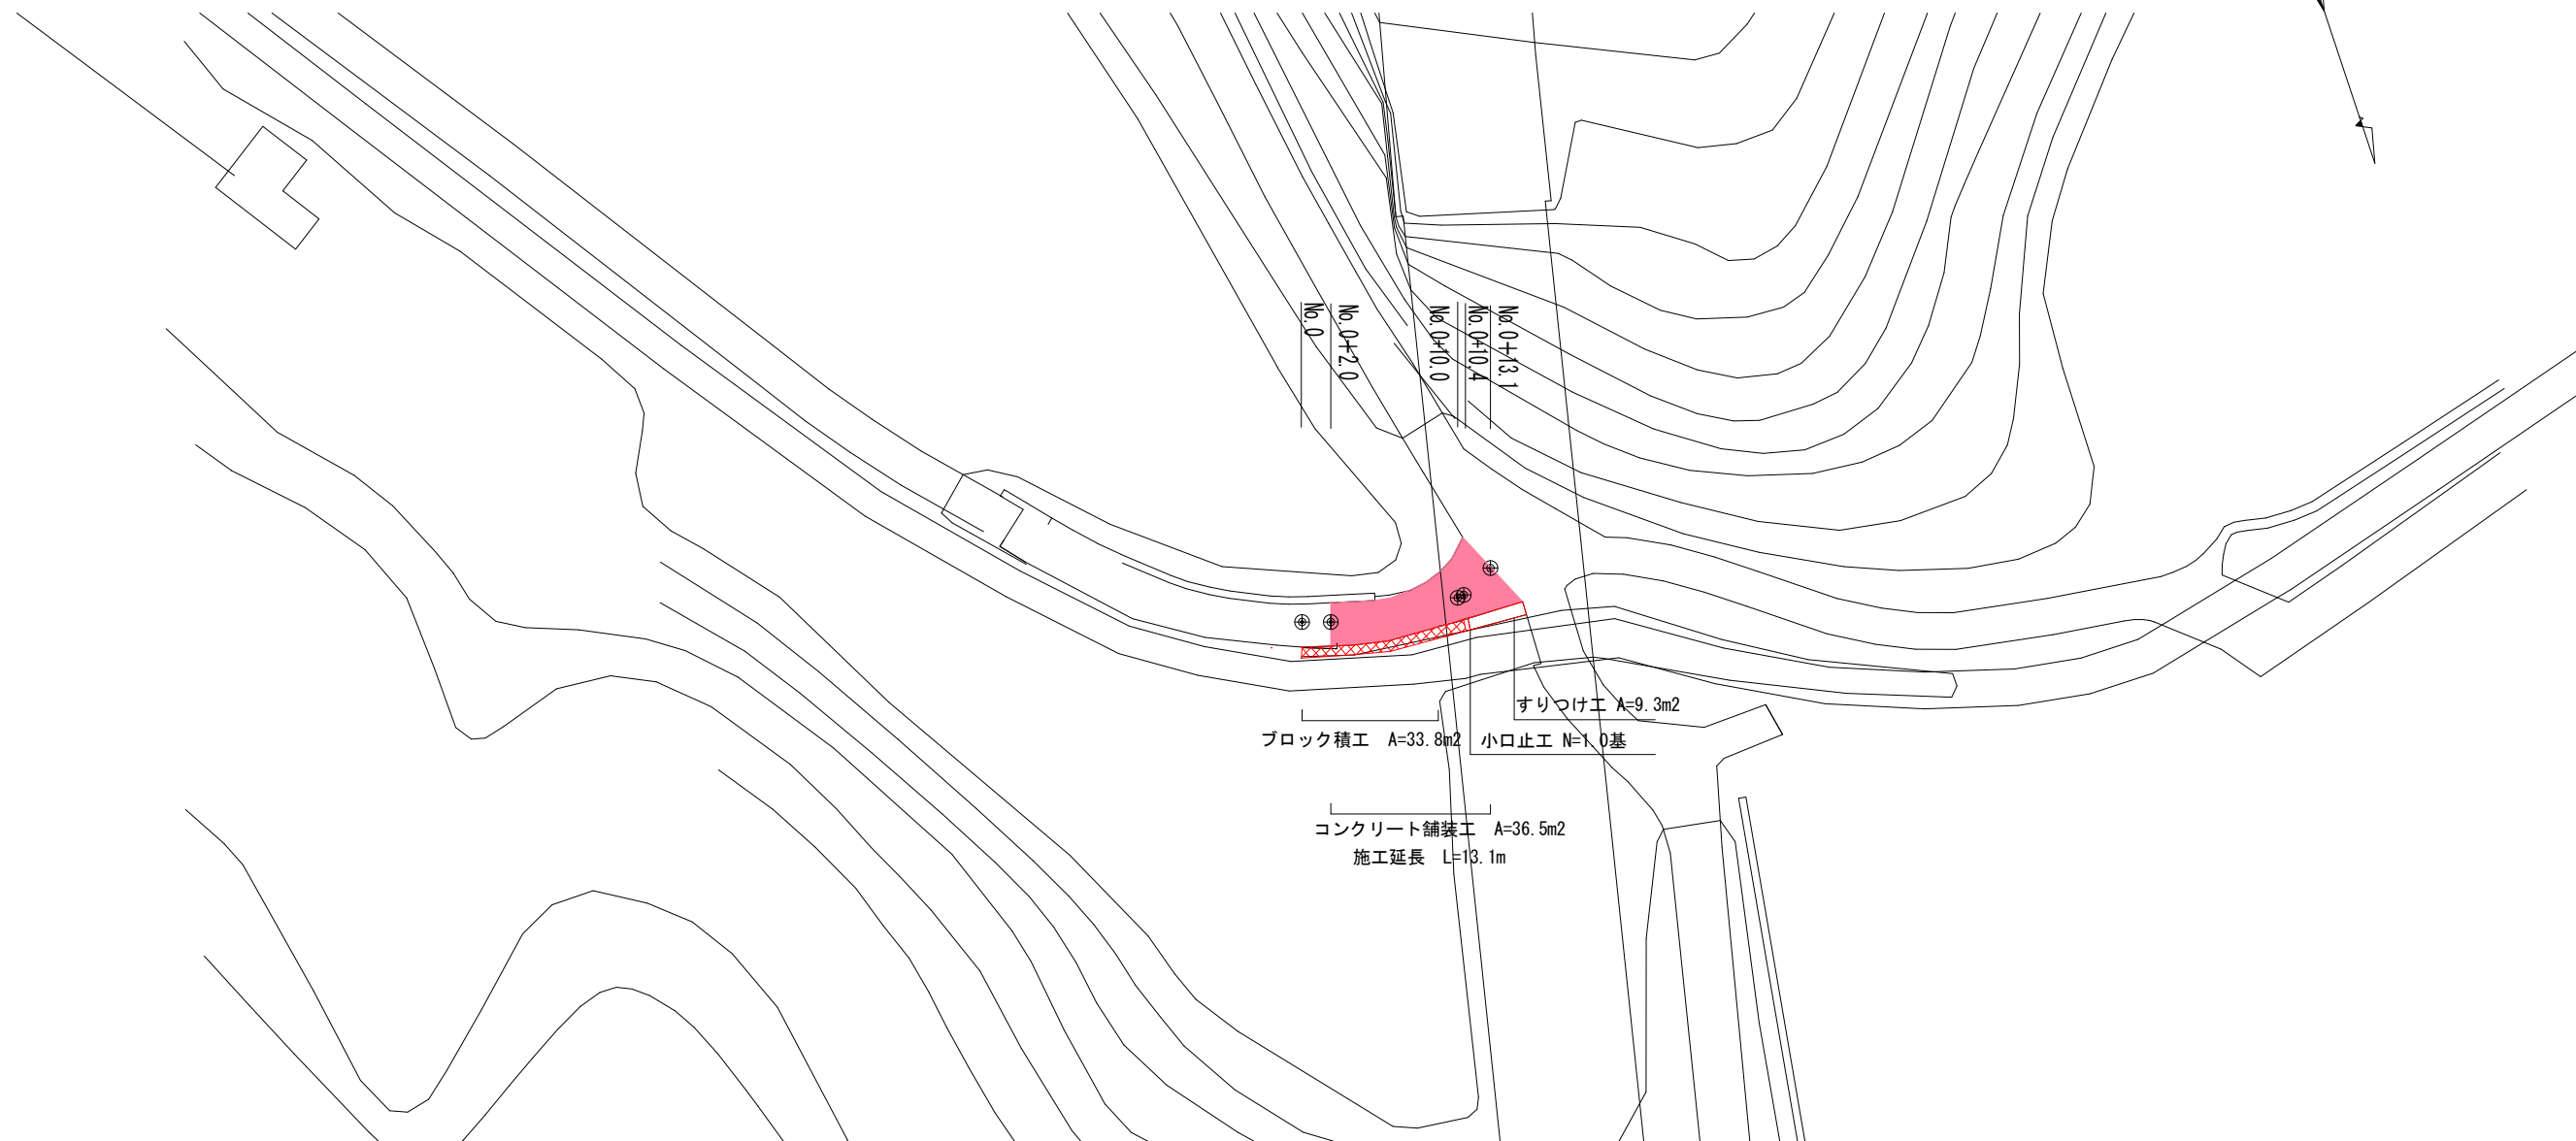 No.0
No.0+2.0
No.0+10.0
No.0+10.4
No.0+13.1
すりつけ工 A=9.3m2
ブロック積工 A=33.8m2
小口止工 N=1.0基
コンクリート舗装工 A=36.5m2
施工延長 L=13.1m